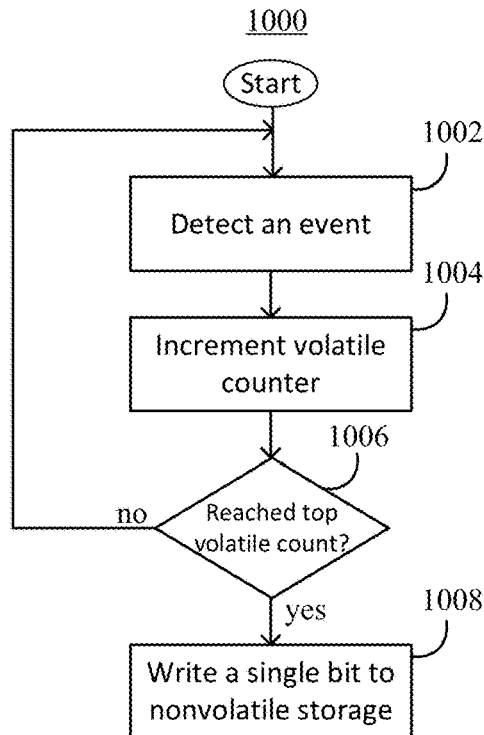 1000
Start
1002
Detect an event
1004
Increment volatile
counter
1006
Reached top
volatile count?
no
yes
1008
Write a single bit to
nonvolatile storage